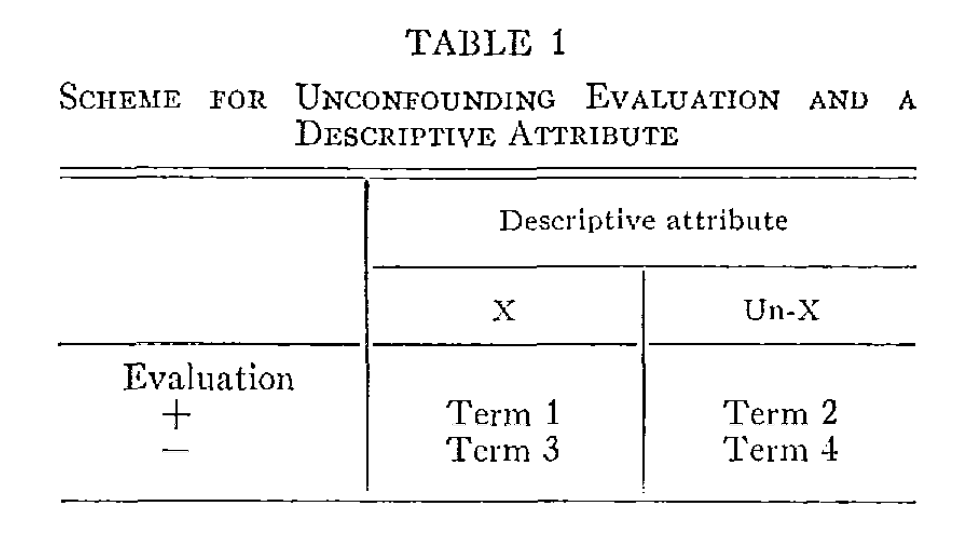 TABLE 1
SCHEME FOR UNCONFOUNDING EVALUATION AND A
DESCRIPTIVE ATTRIBUTE
Descriptive attribute
X Un-X
Evaluation
+ Term 1 Term 2
− Term 3 Term 4